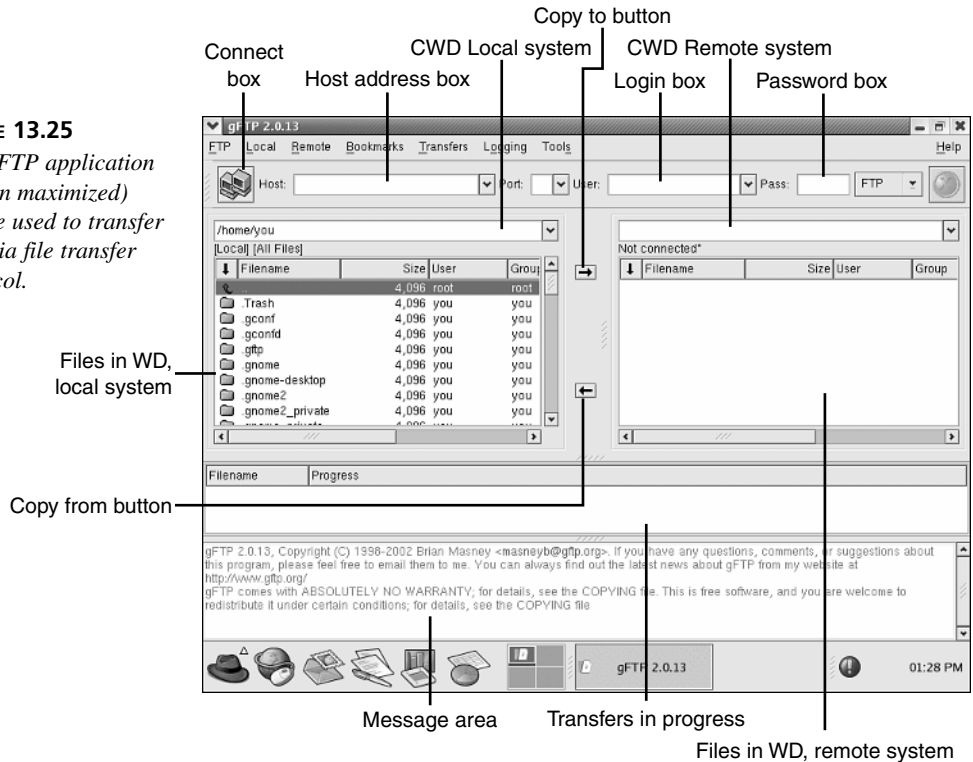 Copy to button
Connect box
CWD Local system
CWD Remote system
Host address box
Login box
Password box
E 13.25
FTP application
n maximized)
e used to transfer
ia file transfer
col.
gFTP 2.0.13
FTP Local Remote Bookmarks Transfers Logging Tools Help
Host: Port: User: Pass: FTP
/home/you
[Local] [All Files]
Not connected*
Filename Size User Group
Filename Size User Group
.. 4,096 root root
.Trash 4,096 you you
.gconf 4,096 you you
.gconfd 4,096 you you
.gftp 4,096 you you
.gnome 4,096 you you
.gnome-desktop 4,096 you you
.gnome2 4,096 you you
.gnome2_private 4,096 you you
Files in WD,
local system
Filename Progress
Copy from button
gFTP 2.0.13, Copyright (C) 1998-2002 Brian Masney <masneyb@gftp.org>. If you have any questions, comments, or suggestions about
this program, please feel free to email them to me. You can always find out the latest news about gFTP from my website at
http://www.gftp.org/
gFTP comes with ABSOLUTELY NO WARRANTY; for details, see the COPYING file. This is free software, and you are welcome to
redistribute it under certain conditions; for details, see the COPYING file
gFTP 2.0.13
01:28 PM
Message area
Transfers in progress
Files in WD, remote system